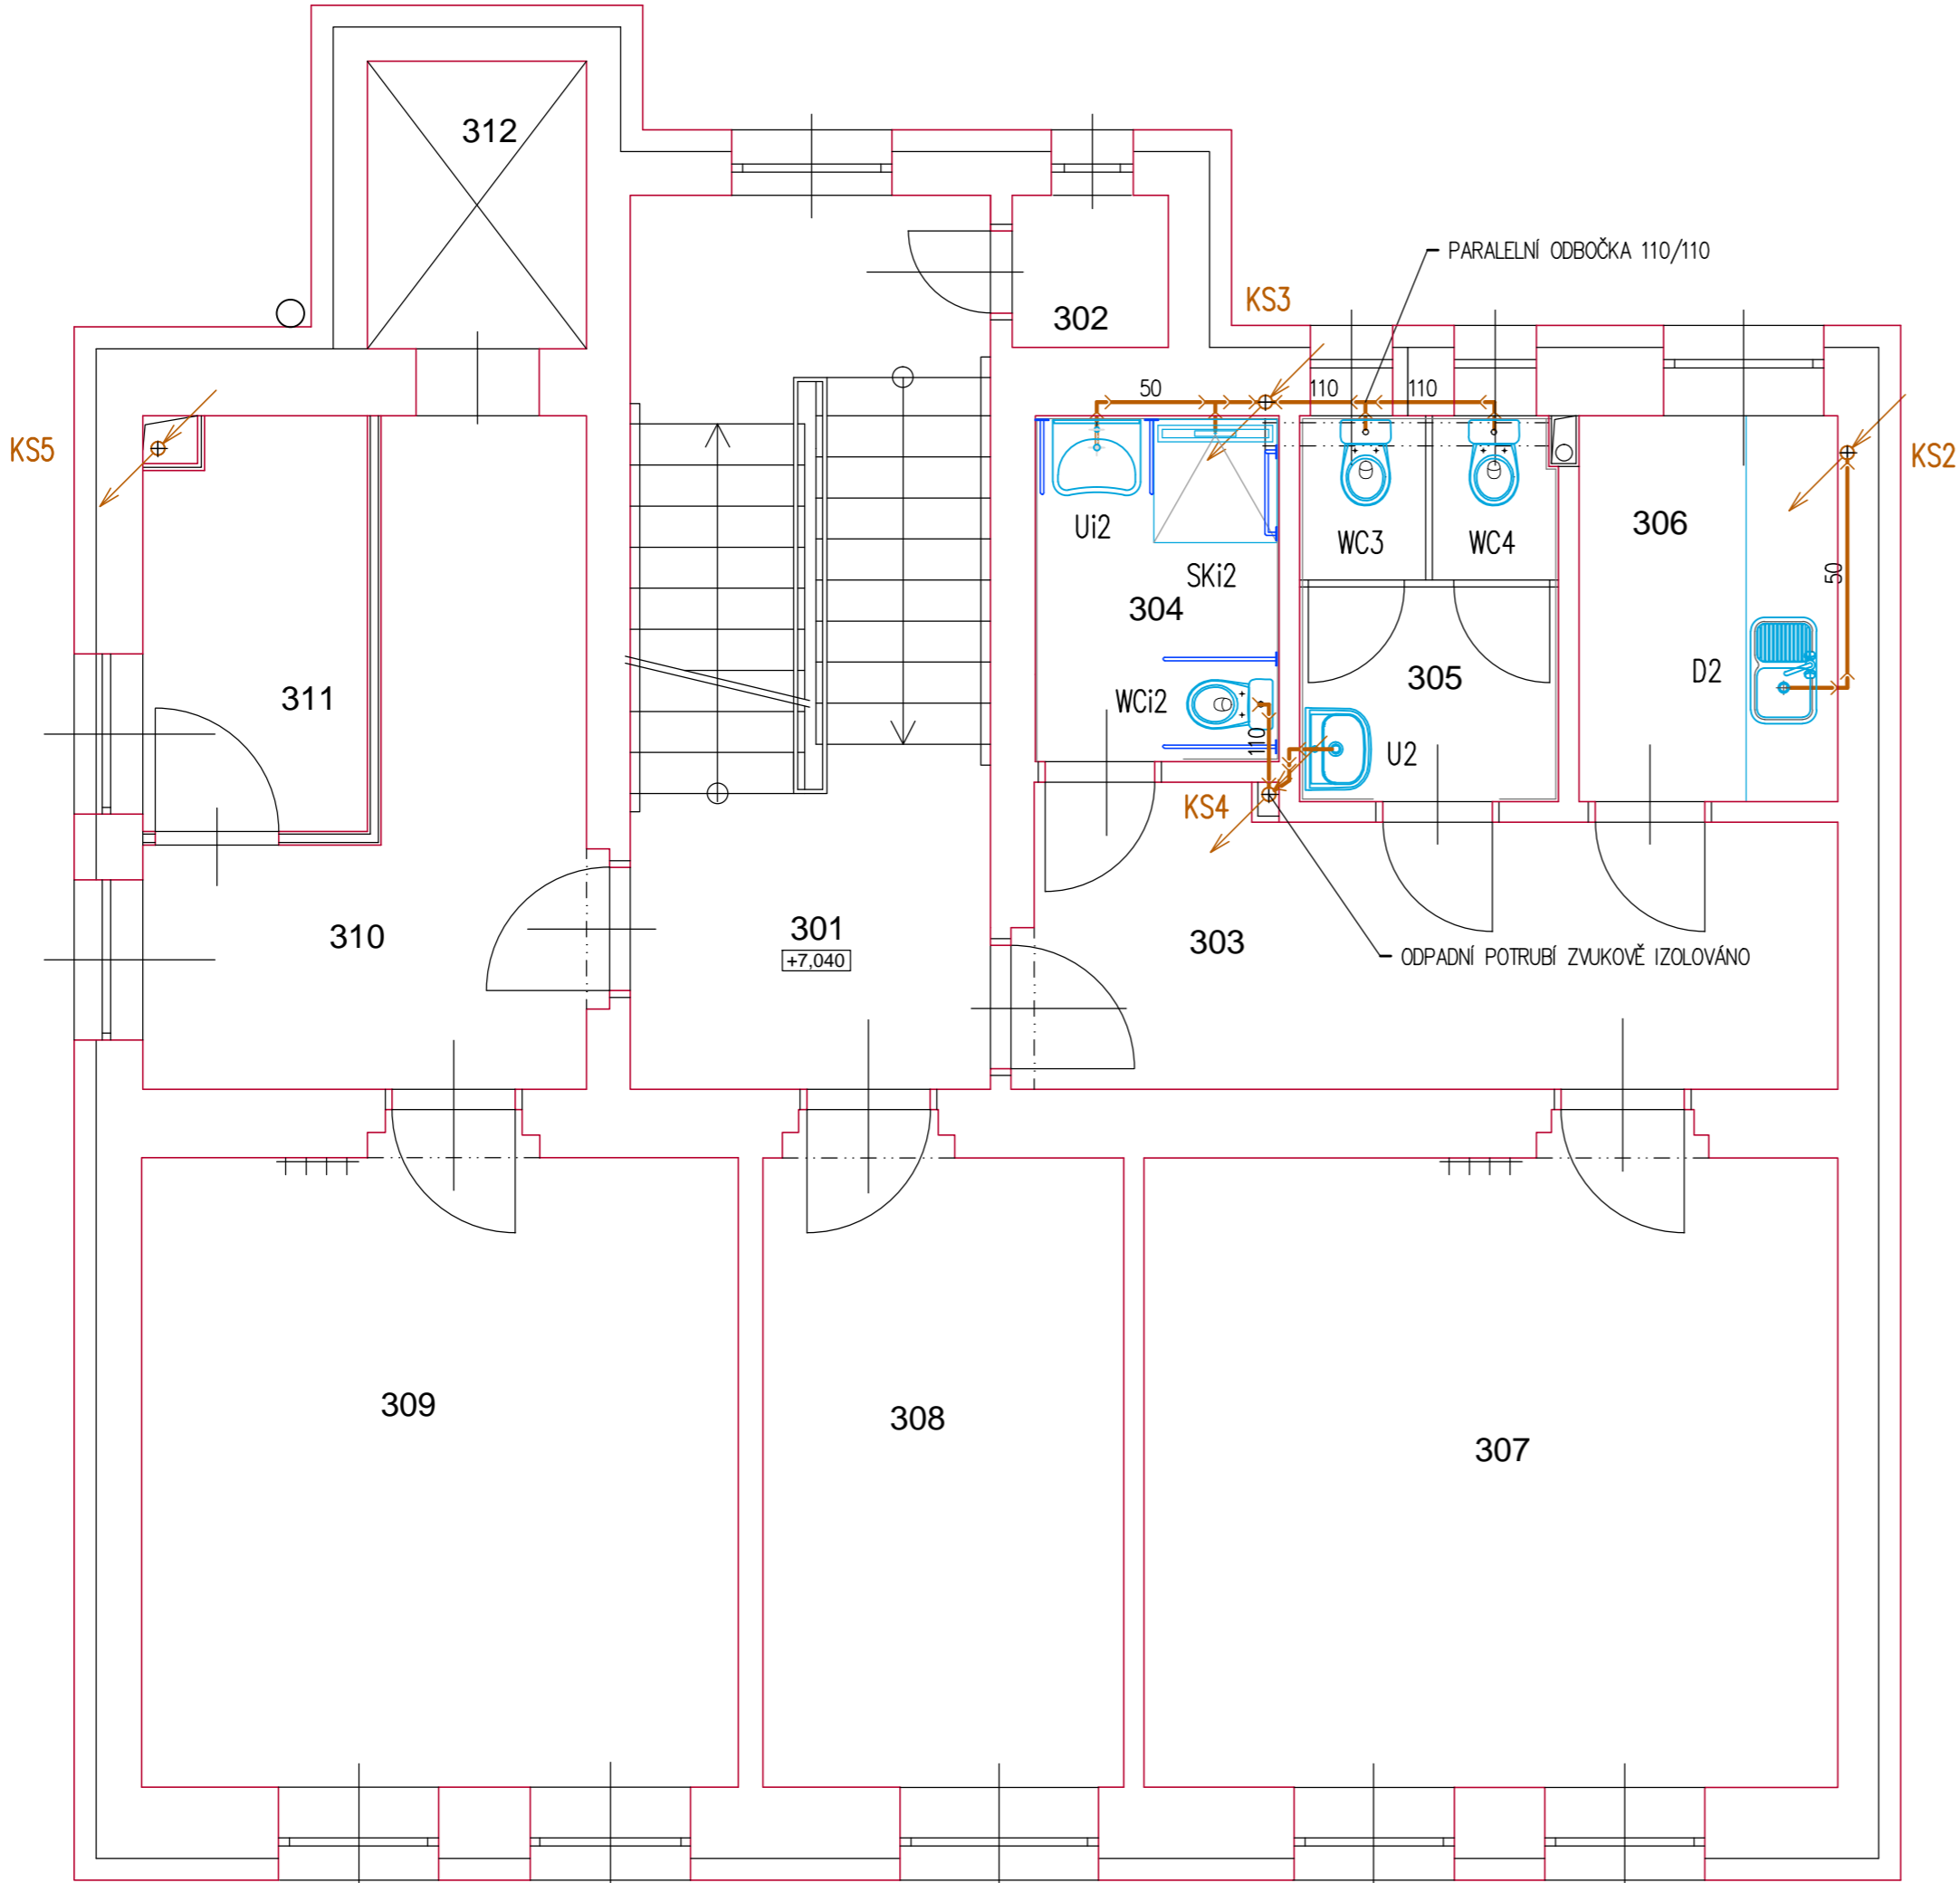 312
PARALELNÍ ODBOČKA 110/110
KS3
302
50
110
110
KS5
KS2
306
Ui2
WC3
WC4
SKi2
50
304
305
D2
311
WCi2
110
U2
KS4
301
+7,040
310
303
ODPADNÍ POTRUBÍ ZVUKOVĚ IZOLOVÁNO
309
308
307